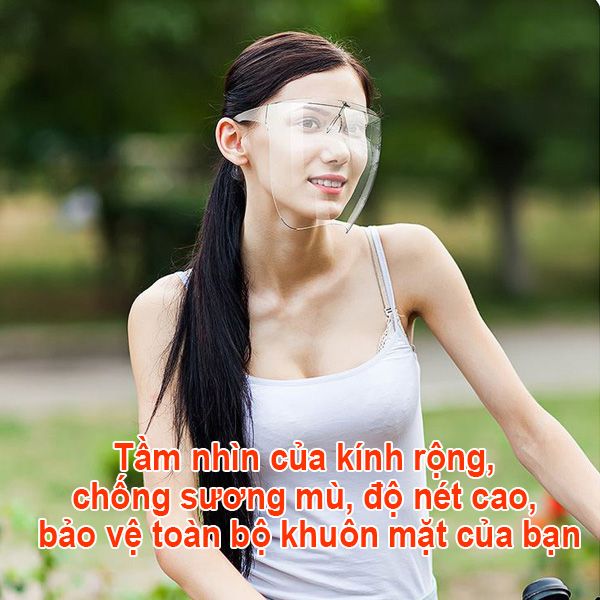 Tầm nhìn của kính rộng,
chống sương mù, độ nét cao,
bảo vệ toàn bộ khuôn mặt của bạn